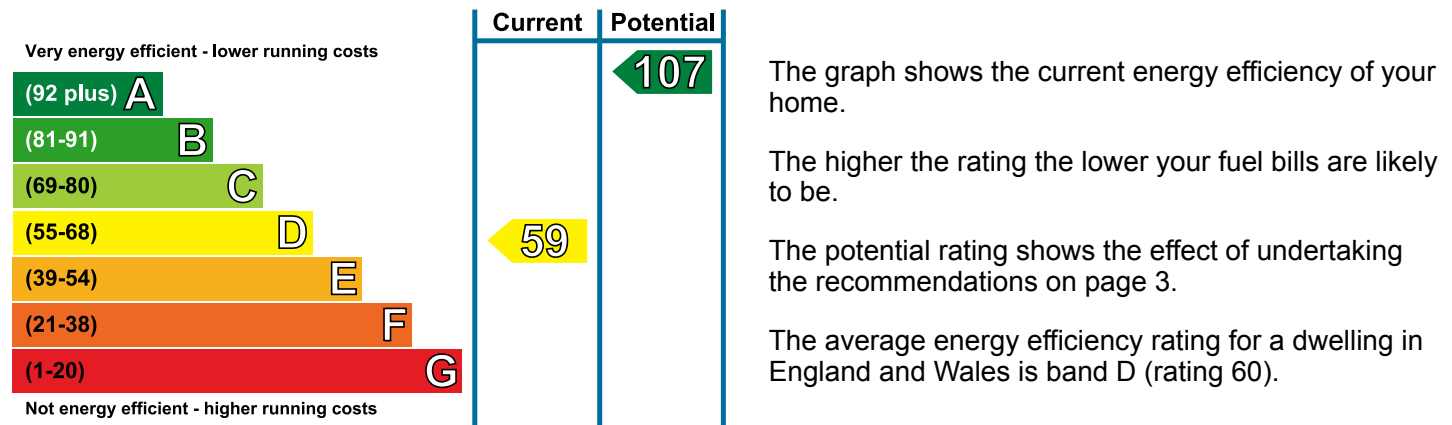 Current Potential
Very energy efficient - lower running costs
107
(92 plus) A
(81-91) B
(69-80) C
(55-68) D
59
(39-54) E
(21-38) F
(1-20) G
Not energy efficient - higher running costs
The graph shows the current energy efficiency of your
home.
The higher the rating the lower your fuel bills are likely
to be.
The potential rating shows the effect of undertaking
the recommendations on page 3.
The average energy efficiency rating for a dwelling in
England and Wales is band D (rating 60).